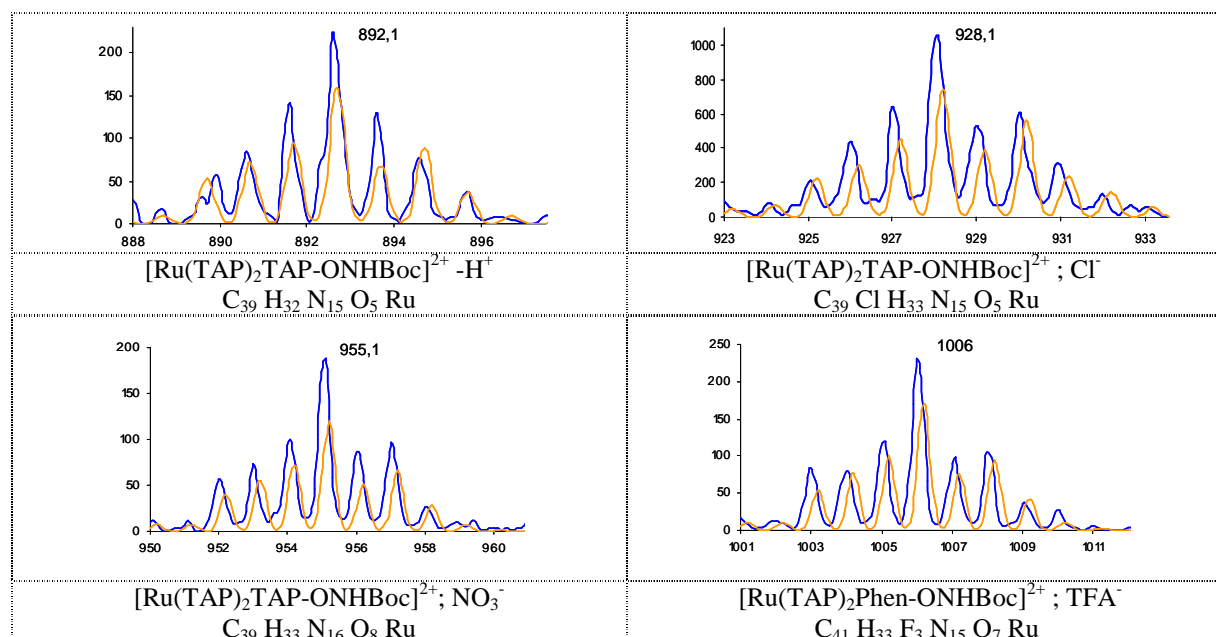 892,1
200
150
100
50
0
888 890 892 894 896
[Ru(TAP)₂TAP-ONHBoc]²⁺ -H⁺
C₃₉ H₃₂ N₁₅ O₅ Ru
928,1
1000
800
600
400
200
0
923 925 927 929 931 933
[Ru(TAP)₂TAP-ONHBoc]²⁺ ; Cl⁻
C₃₉ Cl H₃₃ N₁₅ O₅ Ru
200
955,1
150
100
50
0
950 952 954 956 958 960
[Ru(TAP)₂TAP-ONHBoc]²⁺; NO₃⁻
C₃₉ H₃₃ N₁₆ O₈ Ru
250
1006
200
150
100
50
0
1001 1003 1005 1007 1009 1011
[Ru(TAP)₂Phen-ONHBoc]²⁺ ; TFA⁻
C₄₁ H₃₃ F₃ N₁₅ O₇ Ru